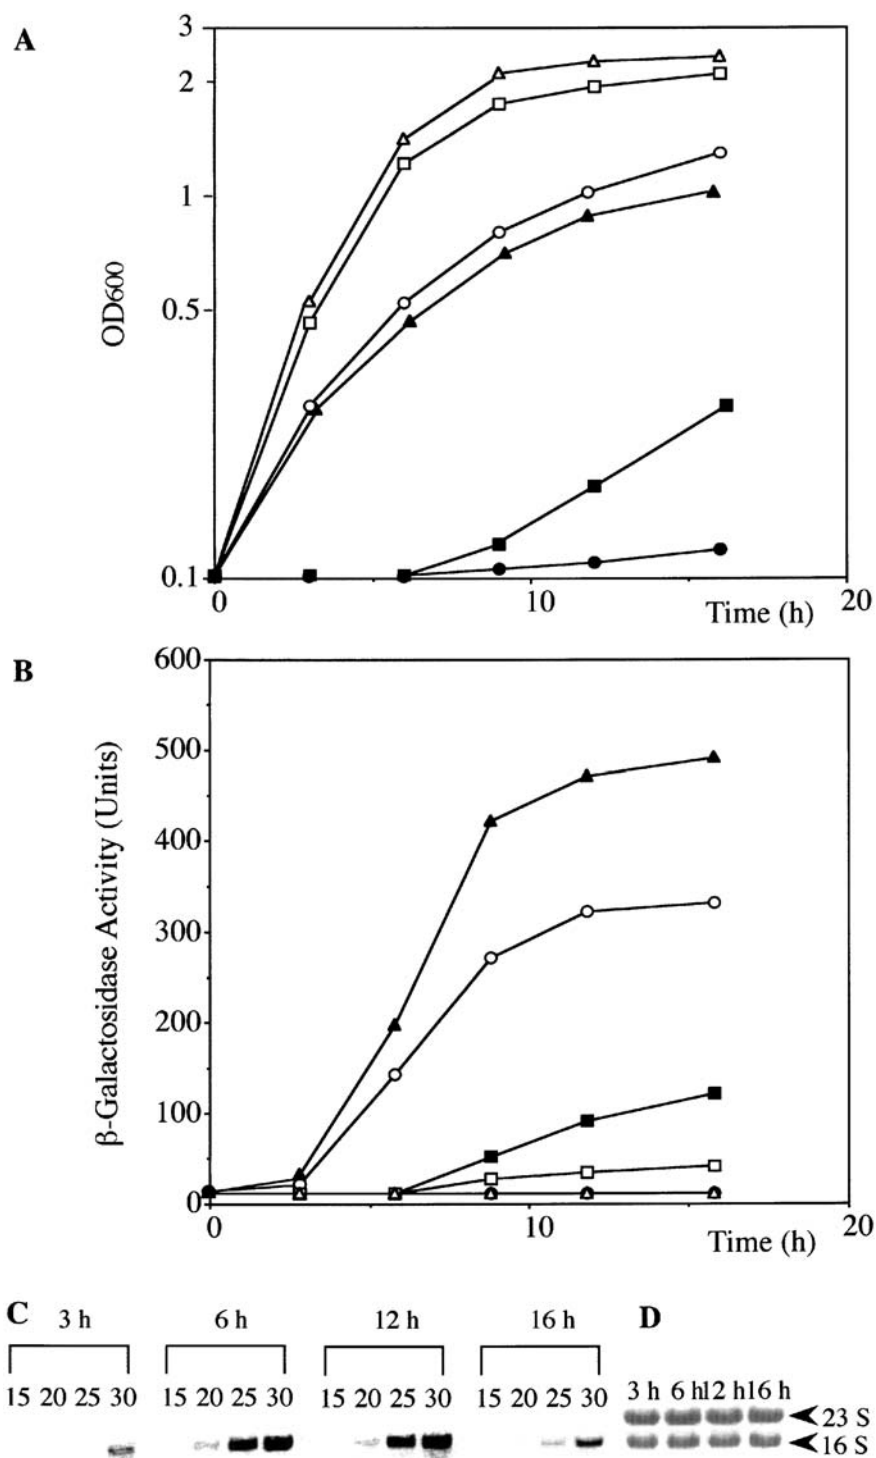 A
3
2
1
0.5
0.1
OD600
0
10
20
Time (h)
B
600
500
400
300
200
100
0
β-Galactosidase Activity (Units)
0
10
20
Time (h)
C
3 h
6 h
12 h
16 h
D
15 20 25 30
15 20 25 30
15 20 25 30
15 20 25 30
3 h 6 h 12 h 16 h
23 S
16 S